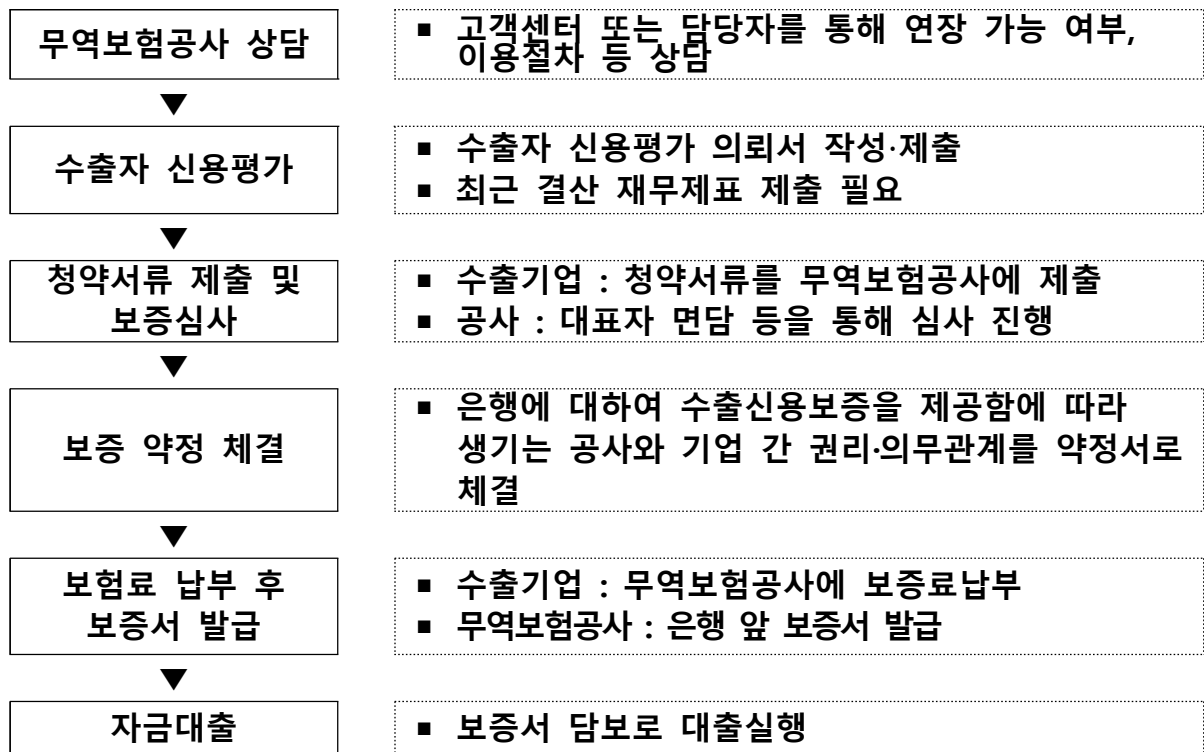 무역보험공사 상담
▪ 고객센터 또는 담당자를 통해 연장 가능 여부,
이용절차 등 상담
▼
수출자 신용평가
▪ 수출자 신용평가 의뢰서 작성·제출
▪ 최근 결산 재무제표 제출 필요
▼
청약서류 제출 및
보증심사
▪ 수출기업 : 청약서류를 무역보험공사에 제출
▪ 공사 : 대표자 면담 등을 통해 심사 진행
▼
보증 약정 체결
▪ 은행에 대하여 수출신용보증을 제공함에 따라
생기는 공사와 기업 간 권리·의무관계를 약정서로
체결
▼
보험료 납부 후
보증서 발급
▪ 수출기업 : 무역보험공사에 보증료납부
▪ 무역보험공사 : 은행 앞 보증서 발급
▼
자금대출
▪ 보증서 담보로 대출실행